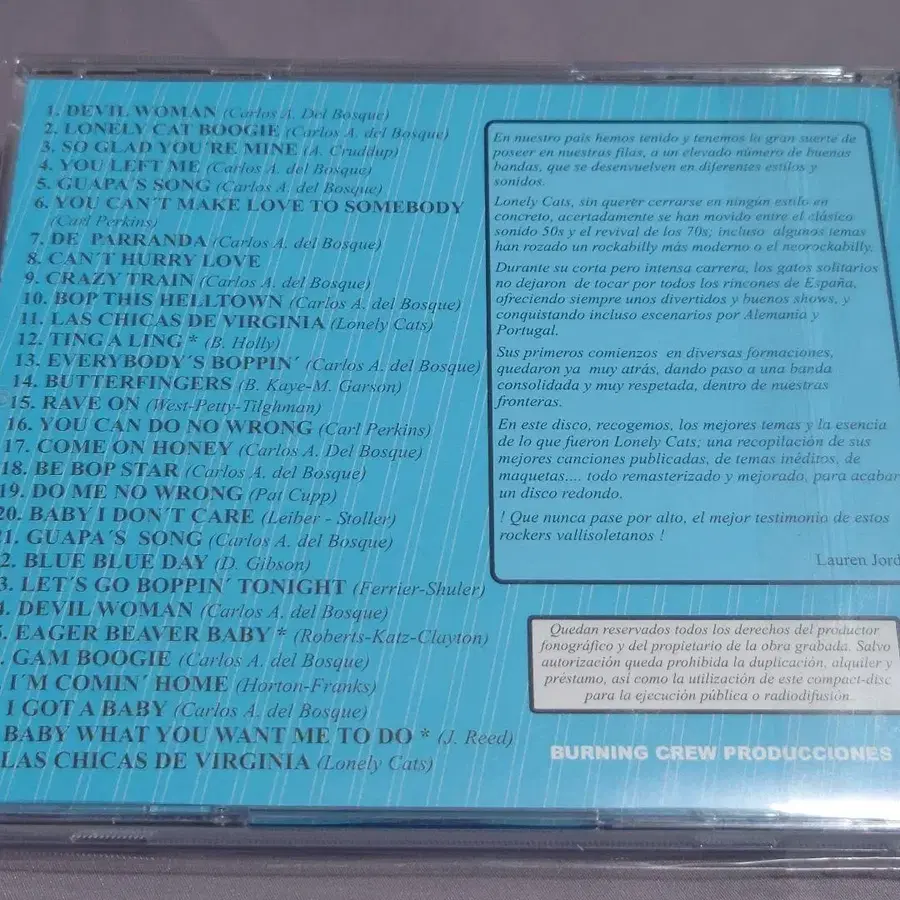 1. DEVIL WOMAN (Carlos A. Del Bosque)
2. LONELY CAT BOOGIE (Carlos A. del Bosque)
3. SO GLAD YOU'RE MINE (A. Cruddup)
4. YOU LEFT ME (Carlos A. del Bosque)
5. GUAPA´S SONG (Carlos A. del Bosque)
6. YOU CAN´T MAKE LOVE TO SOMEBODY
(Carl Perkins)
7. DE PARRANDA (Carlos A. del Bosque)
8. CAN´T HURRY LOVE
9. CRAZY TRAIN (Carlos A. del Bosque)
10. BOP THIS HELLTOWN (Carlos A. del Bosque)
11. LAS CHICAS DE VIRGINIA (Lonely Cats)
12. TING A LING * (B. Holly)
13. EVERYBODY´S BOPPIN´ (Carlos A. del Bosque)
14. BUTTERFINGERS (B. Kaye-M. Garson)
15. RAVE ON (West-Petty-Tilghman)
16. YOU CAN DO NO WRONG (Carl Perkins)
17. COME ON HONEY (Carlos A. Del Bosque)
18. BE BOP STAR (Carlos A. del Bosque)
19. DO ME NO WRONG (Pat Cupp)
20. BABY I DON´T CARE (Leiber - Stoller)
21. GUAPA´S SONG (Carlos A. del Bosque)
2. BLUE BLUE DAY (D. Gibson)
3. LET´S GO BOPPIN´ TONIGHT (Ferrier-Shuler)
. DEVIL WOMAN (Carlos A. del Bosque)
. EAGER BEAVER BABY * (Roberts-Katz-Clayton)
. GAM BOOGIE (Carlos A. del Bosque)
I´M COMIN´ HOME (Horton-Franks)
I GOT A BABY (Carlos A. del Bosque)
BABY WHAT YOU WANT ME TO DO * (J. Reed)
LAS CHICAS DE VIRGINIA (Lonely Cats)
En nuestro país hemos tenido y tenemos la gran suerte de
poseer en nuestras filas, a un elevado número de buenas
bandas, que se desenvuelven en diferentes estilos y
sonidos.
Lonely Cats, sin querer cerrarse en ningún estilo en
concreto, acertadamente se han movido entre el clásico
sonido 50s y el revival de los 70s; incluso algunos temas
han rozado un rockabilly más moderno o el neorockabilly.
Durante su corta pero intensa carrera, los gatos solitarios
no dejaron de tocar por todos los rincones de España,
ofreciendo siempre unos divertidos y buenos shows, y
conquistando incluso escenarios por Alemania y
Portugal.
Sus primeros comienzos en diversas formaciones,
quedaron ya muy atrás, dando paso a una banda
consolidada y muy respetada, dentro de nuestras
fronteras.
En este disco, recogemos, los mejores temas y la esencia
de lo que fueron Lonely Cats; una recopilación de sus
mejores canciones publicadas, de temas inéditos, de
maquetas.... todo remasterizado y mejorado, para acabar
un disco redondo.
! Que nunca pase por alto, el mejor testimonio de estos
rockers vallisoletanos !
Lauren Jord
Quedan reservados todos los derechos del productor
fonográfico y del propietario de la obra grabada. Salvo
autorización queda prohibida la duplicación, alquiler y
préstamo, así como la utilización de este compact-disc
para la ejecución pública o radiodifusión.
BURNING CREW PRODUCCIONES